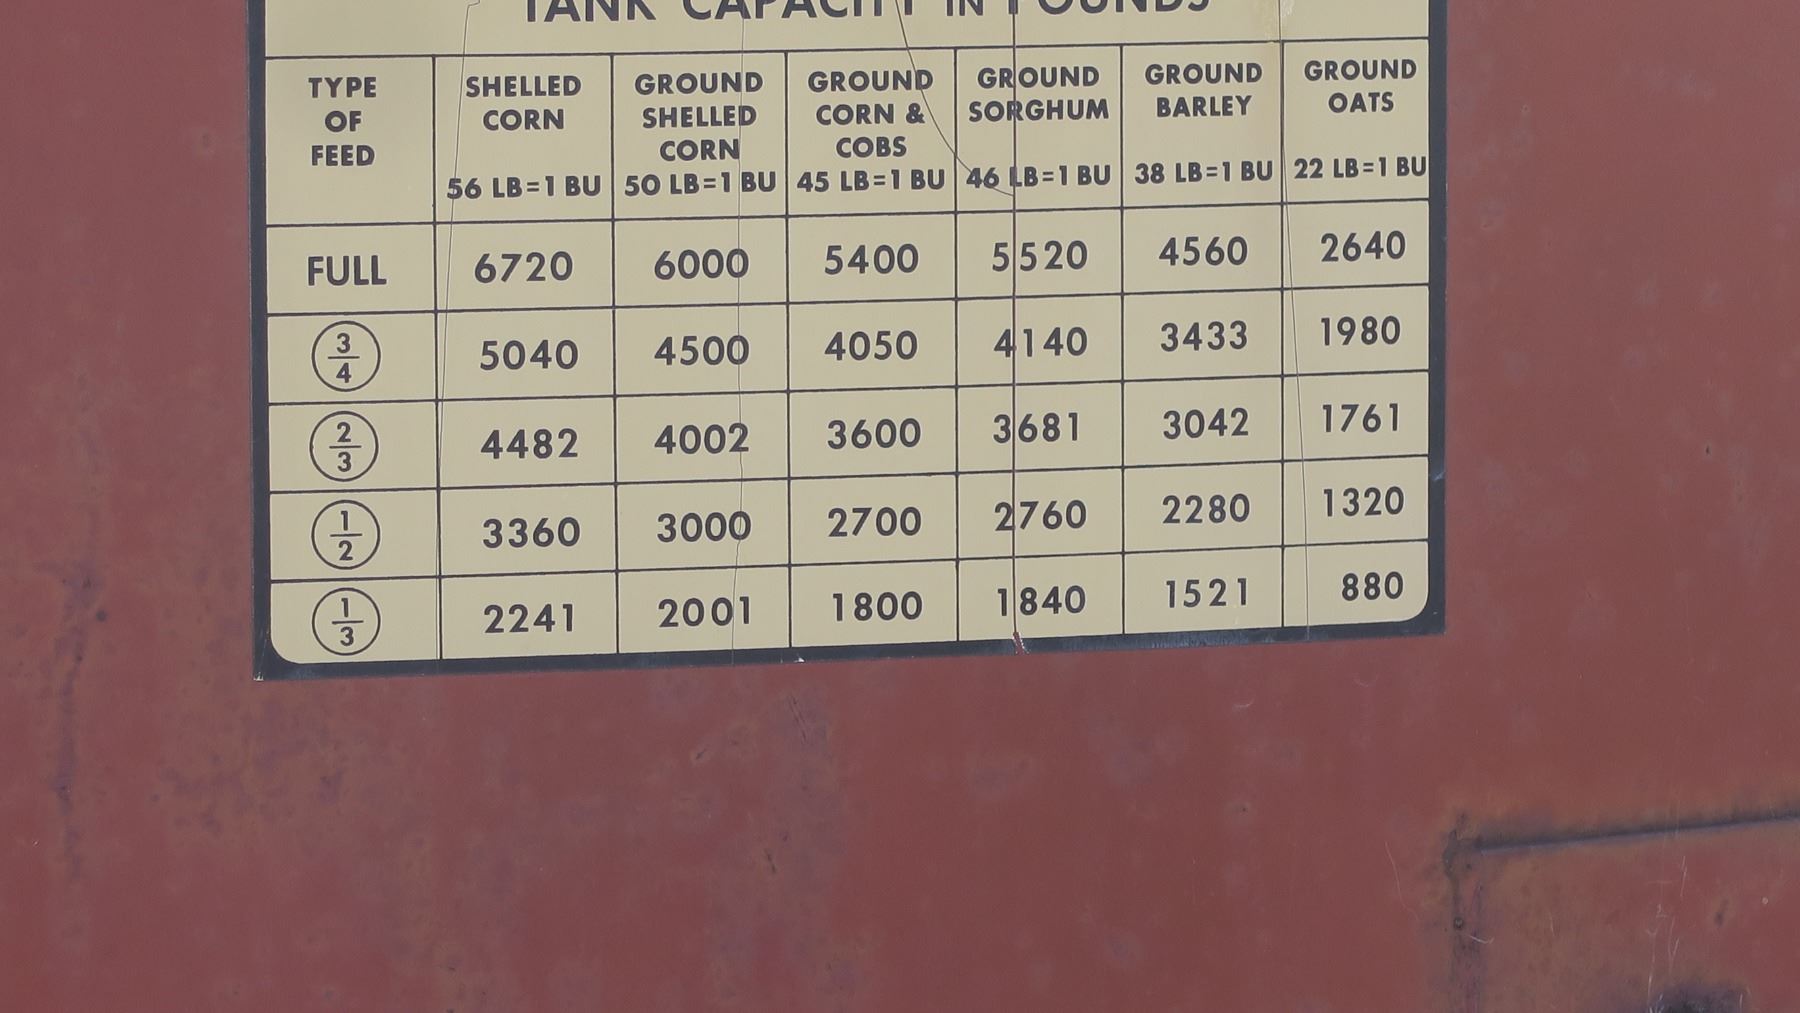 TANK CAPACITY IN POUNDS
TYPE OF FEED SHELLED CORN 56 LB=1 BU GROUND SHELLED CORN 50 LB=1 BU GROUND CORN & COBS 45 LB=1 BU GROUND SORGHUM 46 LB=1 BU GROUND BARLEY 38 LB=1 BU GROUND OATS 22 LB=1 BU
FULL 6720 6000 5400 5520 4560 2640
3/4 5040 4500 4050 4140 3433 1980
2/3 4482 4002 3600 3681 3042 1761
1/2 3360 3000 2700 2760 2280 1320
1/3 2241 2001 1800 1840 1521 880